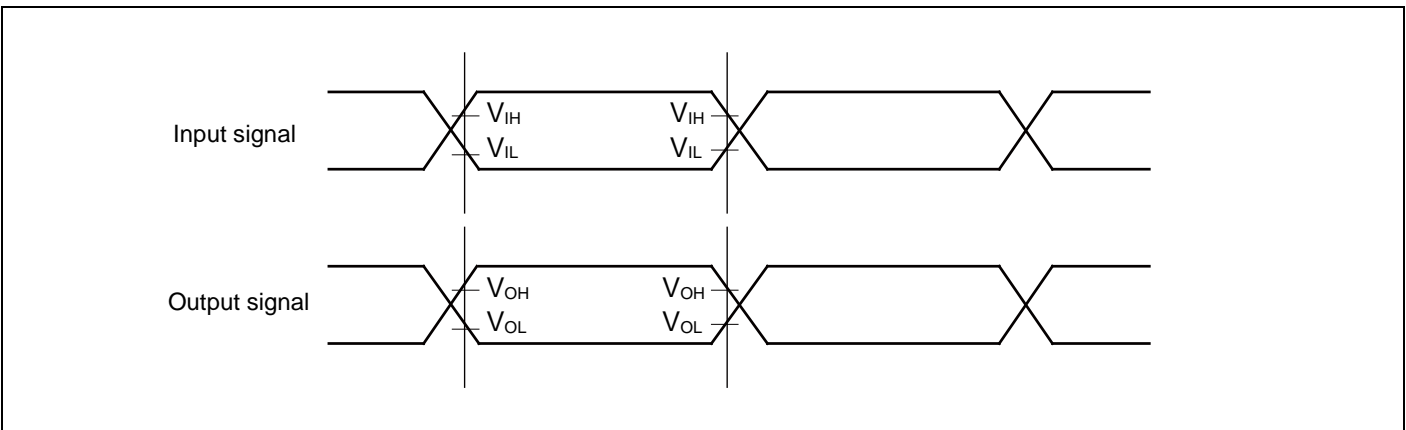 V_IH V_IH
Input signal
V_IL V_IL
V_OH V_OH
Output signal
V_OL V_OL